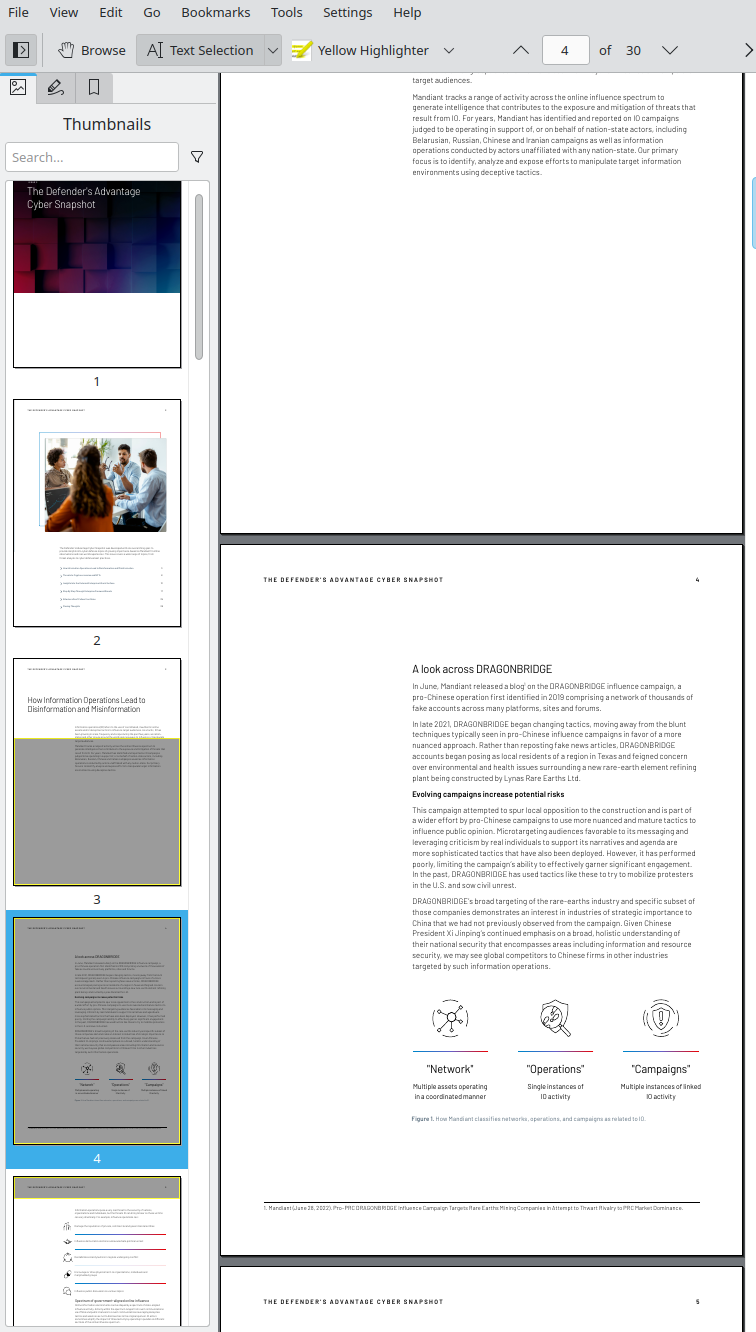 File View Edit Go Bookmarks Tools Settings Help
Browse Text Selection Yellow Highlighter 4 of 30
Thumbnails
Search...
The Defender's Advantage
Cyber Snapshot
1
2
How Information Operations Lead to
Disinformation and Misinformation
3
A look across DRAGONBRIDGE
"Network" "Operations" "Campaigns"
4
target audiences.
Mandiant tracks a range of activity across the online influence spectrum to
generate intelligence that contributes to the exposure and mitigation of threats that
result from IO. For years, Mandiant has identified and reported on IO campaigns
judged to be operating in support of, or on behalf of nation-state actors, including
Belarusian, Russian, Chinese and Iranian campaigns as well as information
operations conducted by actors unaffiliated with any nation-state. Our primary
focus is to identify, analyze and expose efforts to manipulate target information
environments using deceptive tactics.
THE DEFENDER'S ADVANTAGE CYBER SNAPSHOT 4
A look across DRAGONBRIDGE
In June, Mandiant released a blog¹ on the DRAGONBRIDGE influence campaign, a
pro-Chinese operation first identified in 2019 comprising a network of thousands of
fake accounts across many platforms, sites and forums.
In late 2021, DRAGONBRIDGE began changing tactics, moving away from the blunt
techniques typically seen in pro-Chinese influence campaigns in favor of a more
nuanced approach. Rather than reposting fake news articles, DRAGONBRIDGE
accounts began posing as local residents of a region in Texas and feigned concern
over environmental and health issues surrounding a new rare-earth element refining
plant being constructed by Lynas Rare Earths Ltd.
Evolving campaigns increase potential risks
This campaign attempted to spur local opposition to the construction and is part of
a wider effort by pro-Chinese campaigns to use more nuanced and mature tactics to
influence public opinion. Microtargeting audiences favorable to its messaging and
leveraging criticism by real individuals to support its narratives and agenda are
more sophisticated tactics that have also been deployed. However, it has performed
poorly, limiting the campaign's ability to effectively garner significant engagement.
In the past, DRAGONBRIDGE has used tactics like these to try to mobilize protesters
in the U.S. and sow civil unrest.
DRAGONBRIDGE's broad targeting of the rare-earths industry and specific subset of
those companies demonstrates an interest in industries of strategic importance to
China that we had not previously observed from the campaign. Given Chinese
President Xi Jinping's continued emphasis on a broad, holistic understanding of
their national security that encompasses areas including information and resource
security, we may see global competitors to Chinese firms in other industries
targeted by such information operations.
"Network" "Operations" "Campaigns"
Multiple assets operating Single instances of Multiple instances of linked
in a coordinated manner IO activity IO activity
Figure 1. How Mandiant classifies networks, operations, and campaigns as related to IO.
1. Mandiant (June 28, 2022). Pro-PRC DRAGONBRIDGE Influence Campaign Targets Rare Earths Mining Companies in Attempt to Thwart Rivalry to PRC Market Dominance.
THE DEFENDER'S ADVANTAGE CYBER SNAPSHOT 5